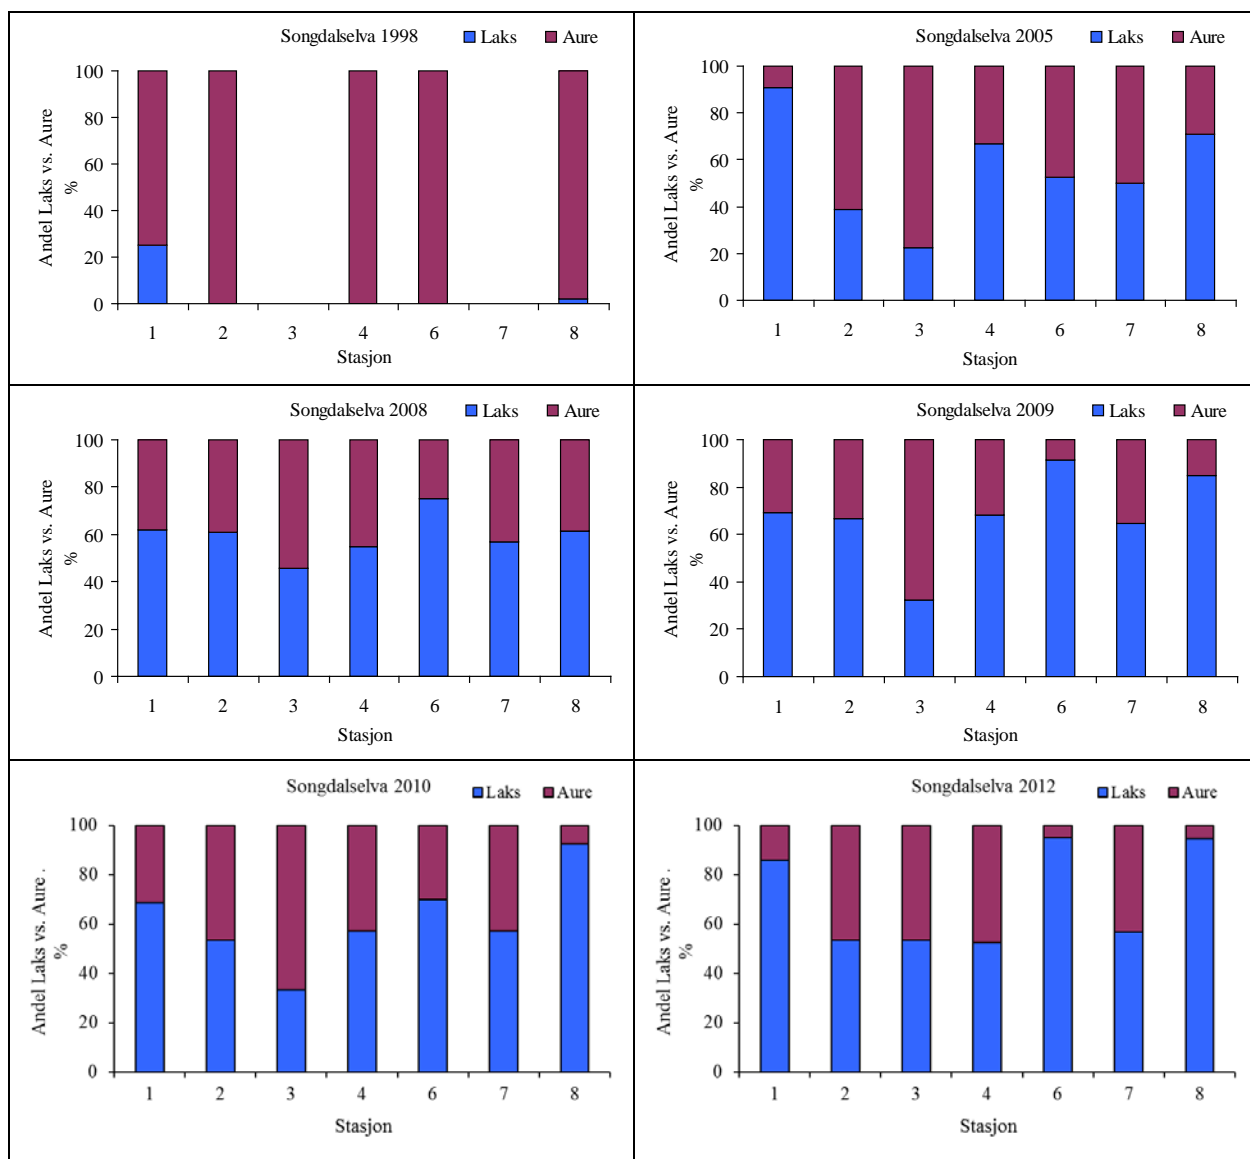 Songdalselva 1998 Laks Aure
Andel Laks vs. Aure
%
100
80
60
40
20
0
1 2 3 4 6 7 8
Stasjon
Songdalselva 2005 Laks Aure
Andel Laks vs. Aure
%
100
80
60
40
20
0
1 2 3 4 6 7 8
Stasjon
Songdalselva 2008 Laks Aure
Andel Laks vs. Aure
%
100
80
60
40
20
0
1 2 3 4 6 7 8
Stasjon
Songdalselva 2009 Laks Aure
Andel Laks vs. Aure
%
100
80
60
40
20
0
1 2 3 4 6 7 8
Stasjon
Songdalselva 2010 Laks Aure
Andel Laks vs. Aure .
%
100
80
60
40
20
0
1 2 3 4 6 7 8
Stasjon
Songdalselva 2012 Laks Aure
Andel Laks vs. Aure .
%
100
80
60
40
20
0
1 2 3 4 6 7 8
Stasjon